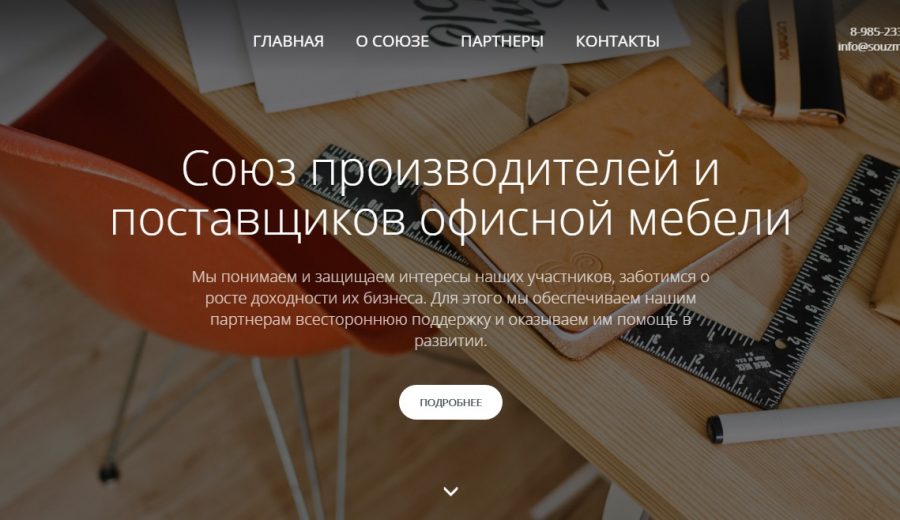 ГЛАВНАЯ О СОЮЗЕ ПАРТНЕРЫ КОНТАКТЫ
8-985-233
info@souzm
Союз производителей и
поставщиков офисной мебели
Мы понимаем и защищаем интересы наших участников, заботимся о
росте доходности их бизнеса. Для этого мы обеспечиваем нашим
партнерам всестороннюю поддержку и оказываем им помощь в
развитии.
ПОДРОБНЕЕ